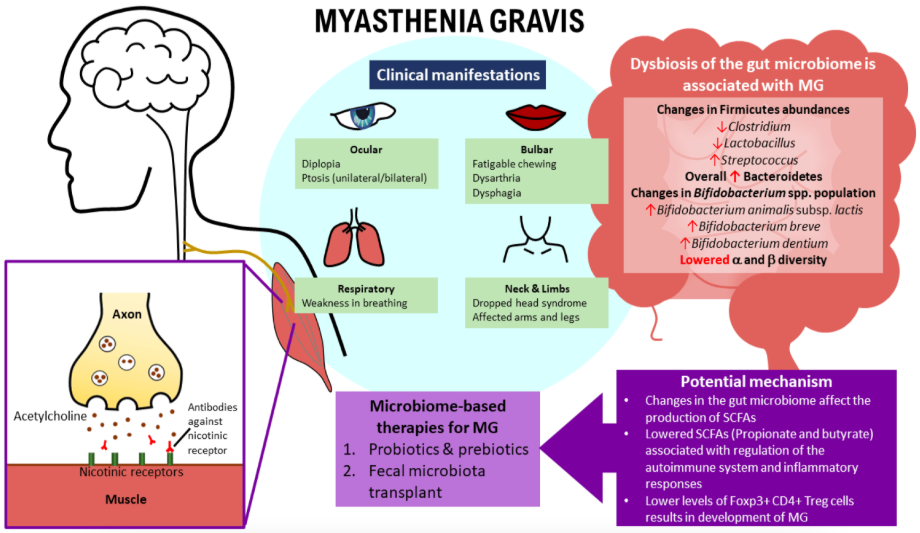 MYASTHENIA GRAVIS
Clinical manifestations
Ocular
Diplopia
Ptosis (unilateral/bilateral)
Bulbar
Fatigable chewing
Dysarthria
Dysphagia
Respiratory
Weakness in breathing
Neck & Limbs
Dropped head syndrome
Affected arms and legs
Dysbiosis of the gut microbiome is
associated with MG
Changes in Firmicutes abundances
↓Clostridium
↓Lactobacillus
↑Streptococcus
Overall ↑ Bacteroidetes
Changes in Bifidobacterium spp. population
↑Bifidobacterium animalis subsp. lactis
↑Bifidobacterium breve
↑Bifidobacterium dentium
Lowered α and β diversity
Axon
Acetylcholine
Antibodies
against
nicotinic
receptor
Nicotinic receptors
Muscle
Microbiome-based
therapies for MG
1. Probiotics & prebiotics
2. Fecal microbiota
transplant
Potential mechanism
• Changes in the gut microbiome affect the
production of SCFAs
• Lowered SCFAs (Propionate and butyrate)
associated with regulation of the
autoimmune system and inflammatory
responses
• Lower levels of Foxp3+ CD4+ Treg cells
results in development of MG